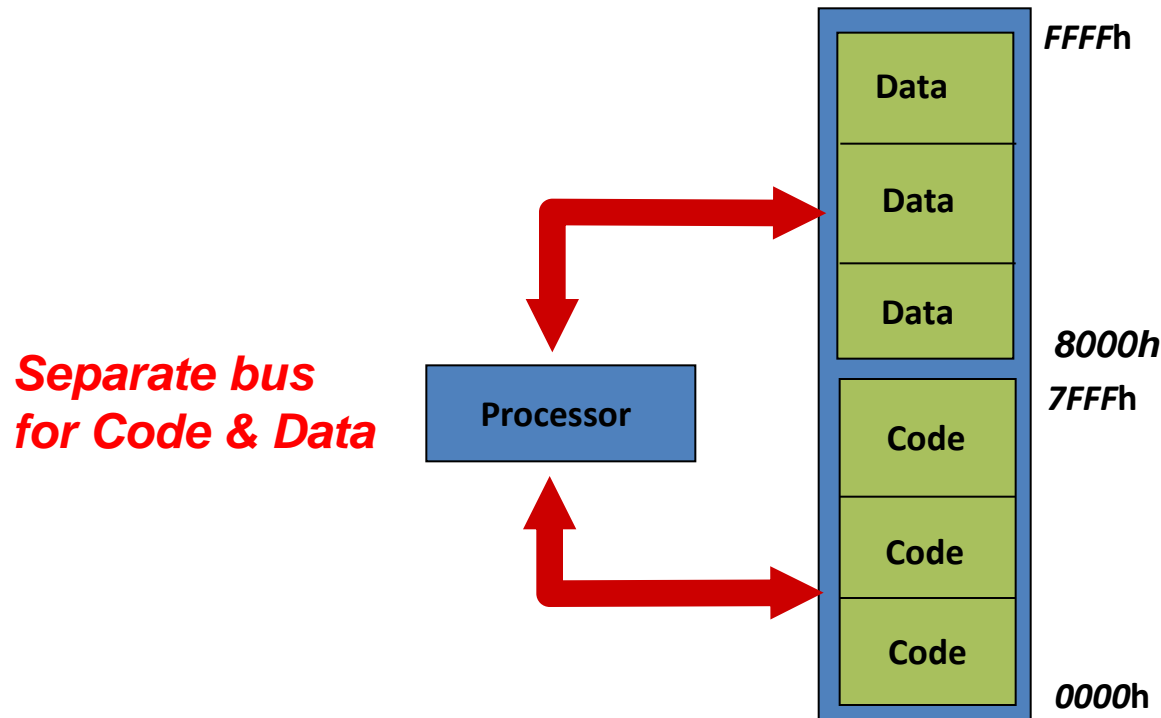 FFFFh
Data
Data
Data
8000h
Separate bus
for Code & Data
Processor
7FFFh
Code
Code
Code
0000h